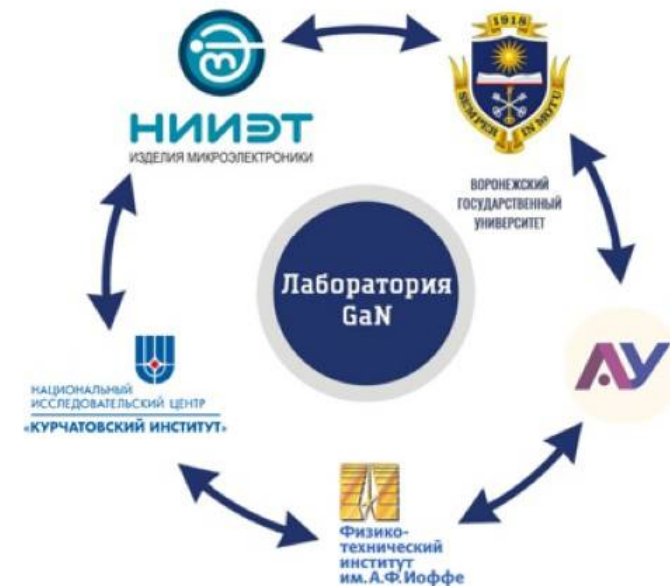 1918
SEMPER IN MOTU
НИИЭТ
ИЗДЕЛИЯ МИКРОЭЛЕКТРОНИКИ
ВОРОНЕЖСКИЙ
ГОСУДАРСТВЕННЫЙ
УНИВЕРСИТЕТ
Лаборатория
GaN
АУ
НАЦИОНАЛЬНЫЙ
ИССЛЕДОВАТЕЛЬСКИЙ ЦЕНТР
«КУРЧАТОВСКИЙ ИНСТИТУТ»
Физико-
технический
институт
им.А.Ф.Иоффе